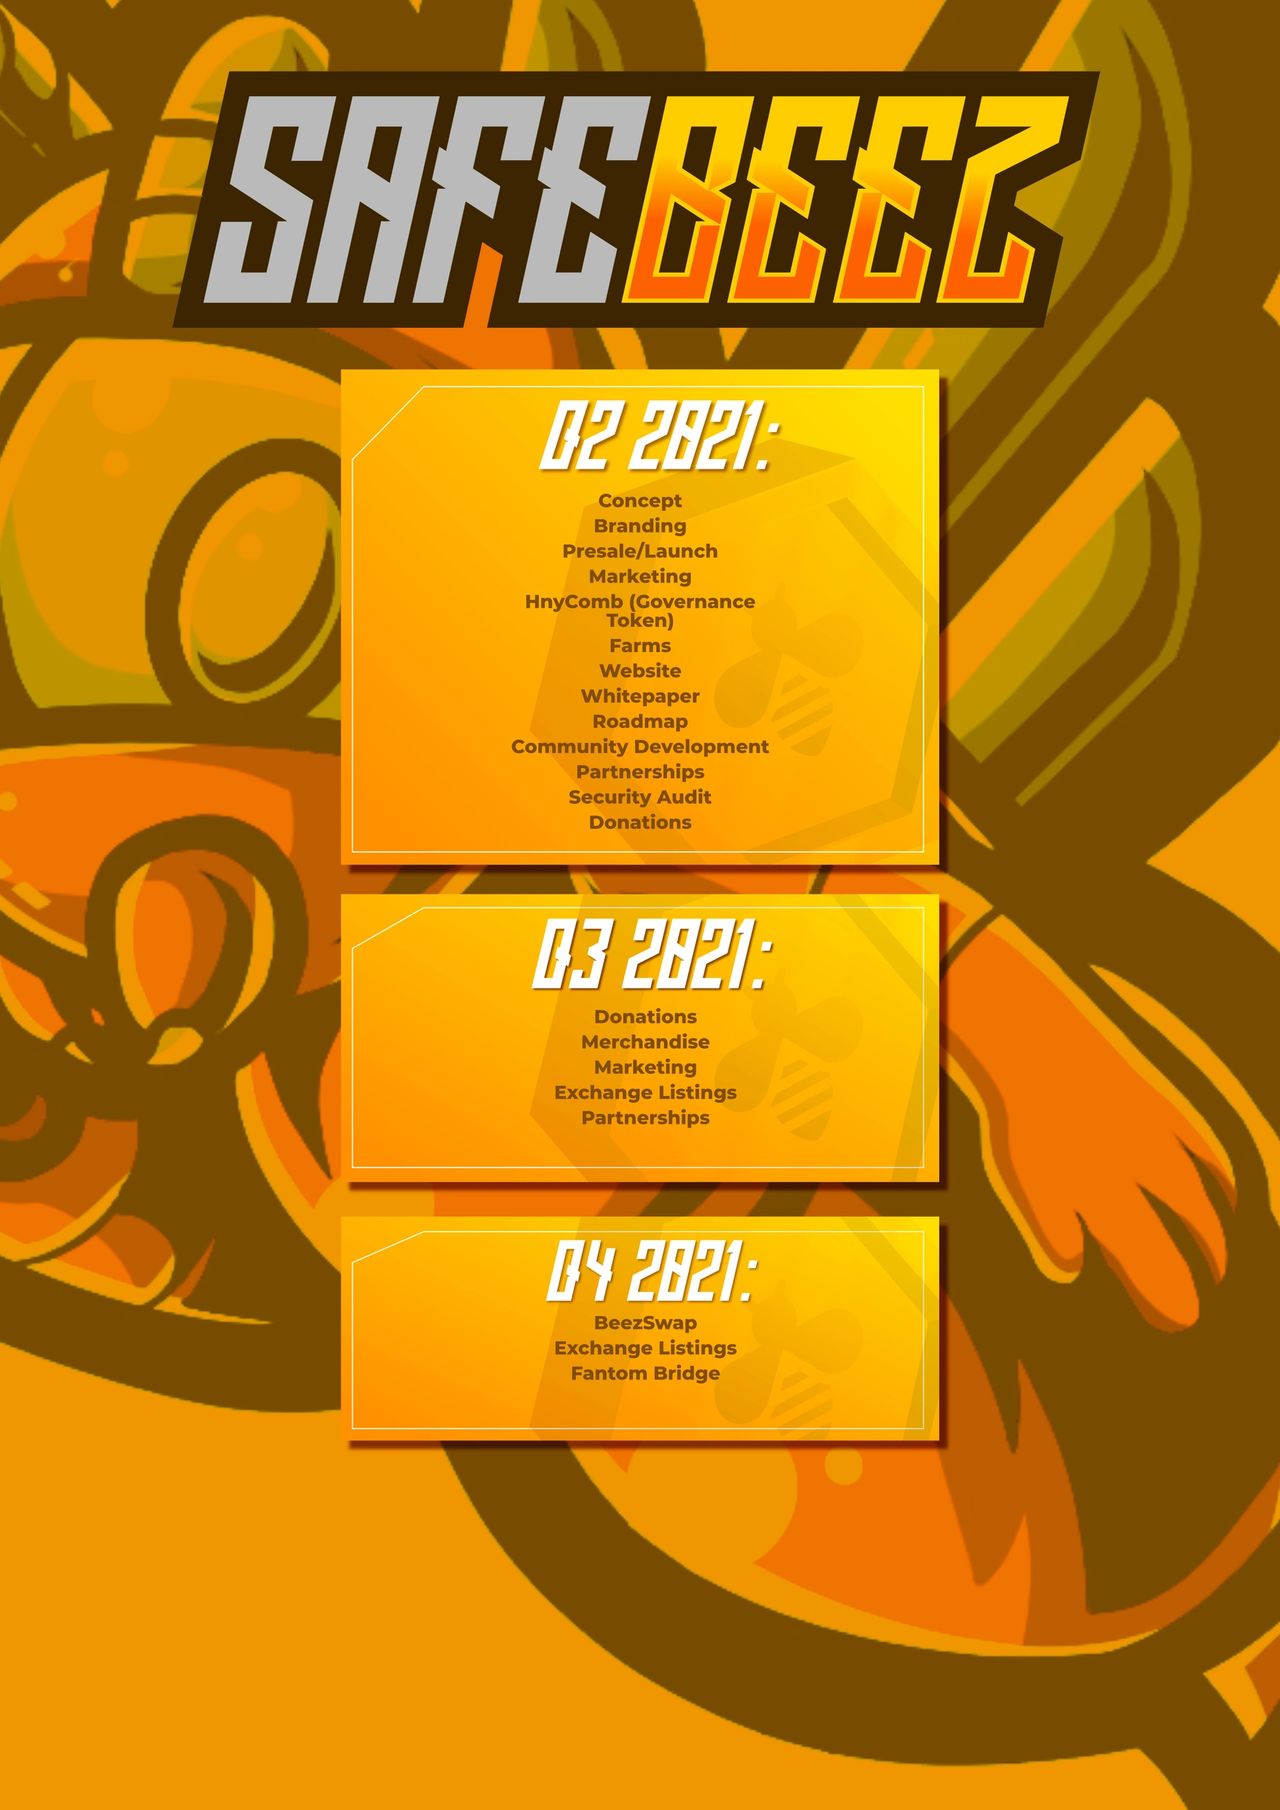 SAFEBEEZ
Q2 2021:
Concept
Branding
Presale/Launch
Marketing
HnyComb (Governance
Token)
Farms
Website
Whitepaper
Roadmap
Community Development
Partnerships
Security Audit
Donations
Q3 2021:
Donations
Merchandise
Marketing
Exchange Listings
Partnerships
Q4 2021:
BeezSwap
Exchange Listings
Fantom Bridge